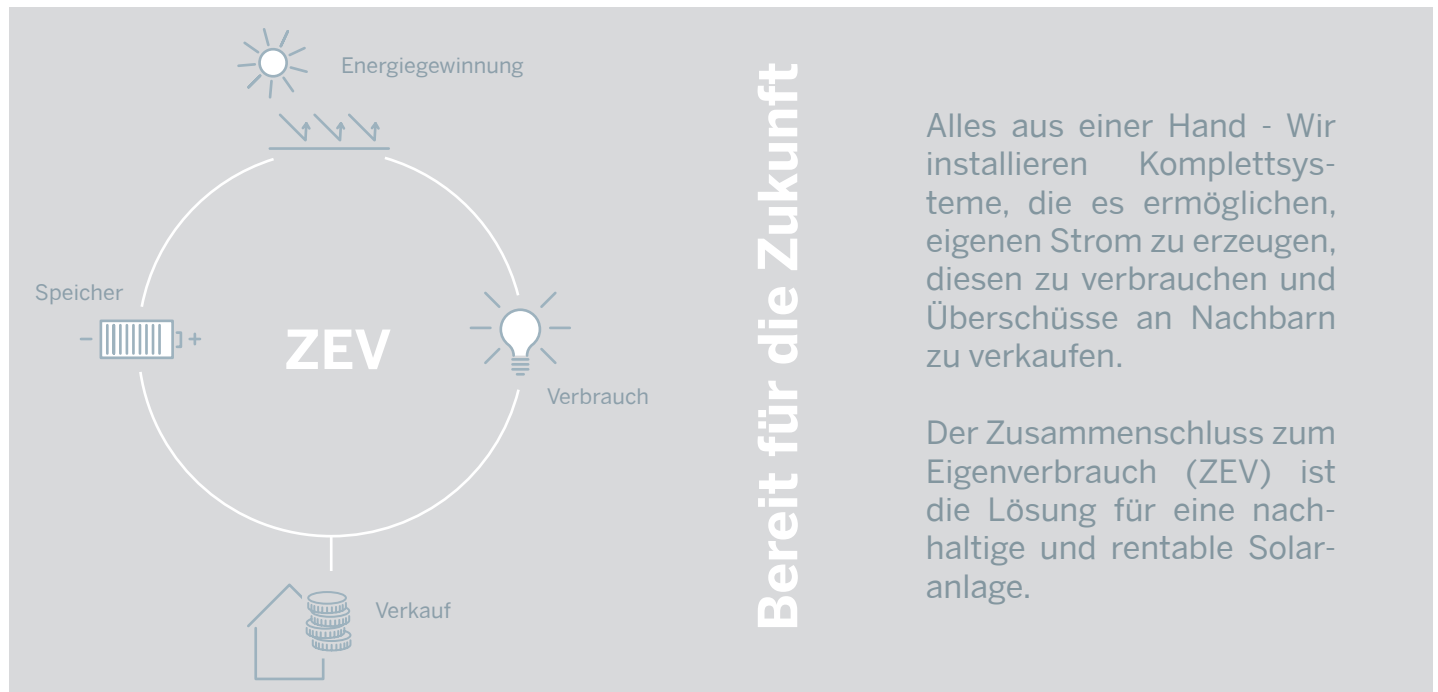 Energiegewinnung
Speicher
- +
ZEV
Verbrauch
Verkauf
Bereit für die Zukunft
Alles aus einer Hand - Wir
installieren Komplettsys-
teme, die es ermöglichen,
eigenen Strom zu erzeugen,
diesen zu verbrauchen und
Überschüsse an Nachbarn
zu verkaufen.
Der Zusammenschluss zum
Eigenverbrauch (ZEV) ist
die Lösung für eine nach-
haltige und rentable Solar-
anlage.